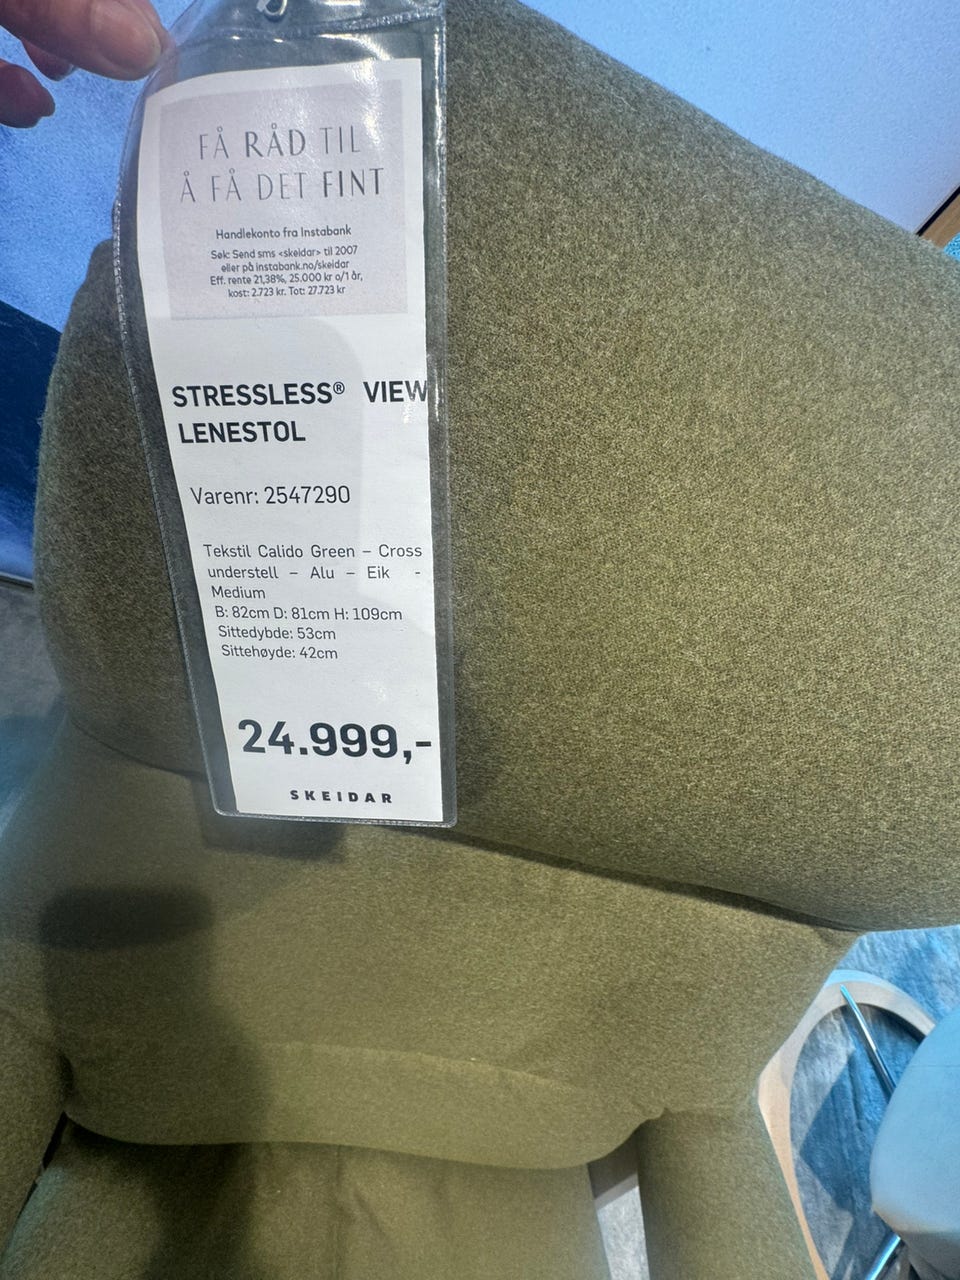 FÅ RÅD TIL
Å FÅ DET FINT
Handlekonto fra Instabank
Søk: Send sms <skeidar> til 2007
eller på instabank.no/skeidar
Eff. rente 21,38%, 25.000 kr o/1 år,
kost: 2.723 kr. Tot: 27.723 kr
STRESSLESS® VIEW
LENESTOL
Varenr: 2547290
Tekstil Calido Green – Cross
understell – Alu – Eik -
Medium
B: 82cm D: 81cm H: 109cm
Sittedybde: 53cm
Sittehøyde: 42cm
24.999,-
SKEIDAR